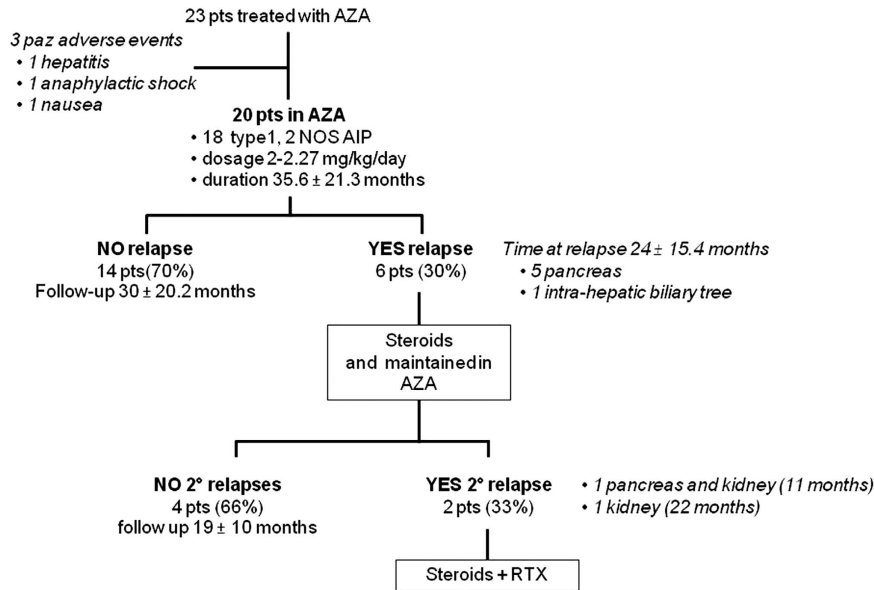 23 pts treated with AZA
3 paz adverse events
• 1 hepatitis
• 1 anaphylactic shock
• 1 nausea
20 pts in AZA
• 18 type1, 2 NOS AIP
• dosage 2-2.27 mg/kg/day
• duration 35.6 ± 21.3 months
NO relapse
14 pts(70%)
Follow-up 30 ± 20.2 months
YES relapse
6 pts (30%)
Time at relapse 24 ± 15.4 months
• 5 pancreas
• 1 intra-hepatic biliary tree
Steroids
and maintained in
AZA
NO 2° relapses
4 pts (66%)
follow up 19 ± 10 months
YES 2° relapse
2 pts (33%)
• 1 pancreas and kidney (11 months)
• 1 kidney (22 months)
Steroids + RTX